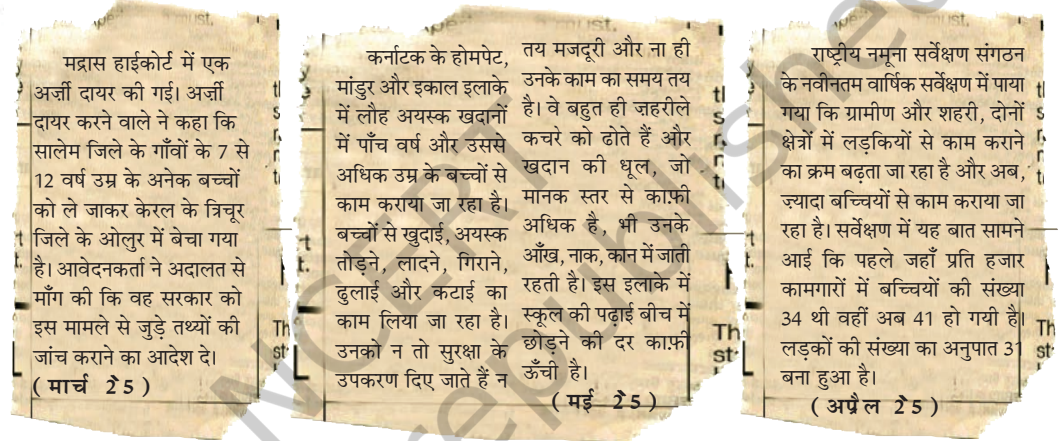 मद्रास हाईकोर्ट में एक
अर्ज़ी दायर की गई। अर्ज़ी
दायर करने वाले ने कहा कि
सालेम जिले के गाँवों के 7 से
12 वर्ष उम्र के अनेक बच्चों
को ले जाकर केरल के त्रिचूर
जिले के ओलुर में बेचा गया
है। आवेदनकर्ता ने अदालत से
माँग की कि वह सरकार को
इस मामले से जुड़े तथ्यों की
जांच कराने का आदेश दे।
( मार्च 25 )
कर्नाटक के होमपेट,
मांडुर और इकाल इलाके
में लौह अयस्क खदानों
में पाँच वर्ष और उससे
अधिक उम्र के बच्चों से
काम कराया जा रहा है।
बच्चों से खुदाई, अयस्क
तोड़ने, लादने, गिराने,
ढुलाई और कटाई का
काम लिया जा रहा है।
उनको न तो सुरक्षा के
उपकरण दिए जाते हैं न
तय मजदूरी और ना ही
उनके काम का समय तय
है। वे बहुत ही ज़हरीले
कचरे को ढोते हैं और
खदान की धूल, जो
मानक स्तर से काफ़ी
अधिक है, भी उनके
आँख, नाक, कान में जाती
रहती है। इस इलाके में
स्कूल की पढ़ाई बीच में
छोड़ने की दर काफ़ी
ऊँची है।
( मई 25 )
राष्ट्रीय नमूना सर्वेक्षण संगठन
के नवीनतम वार्षिक सर्वेक्षण में पाया
गया कि ग्रामीण और शहरी, दोनों
क्षेत्रों में लड़कियों से काम कराने
का क्रम बढ़ता जा रहा है और अब,
ज़्यादा बच्चियों से काम कराया जा
रहा है। सर्वेक्षण में यह बात सामने
आई कि पहले जहाँ प्रति हजार
कामगारों में बच्चियों की संख्या
34 थी वहीं अब 41 हो गयी है।
लड़कों की संख्या का अनुपात 31
बना हुआ है।
( अप्रैल 25 )